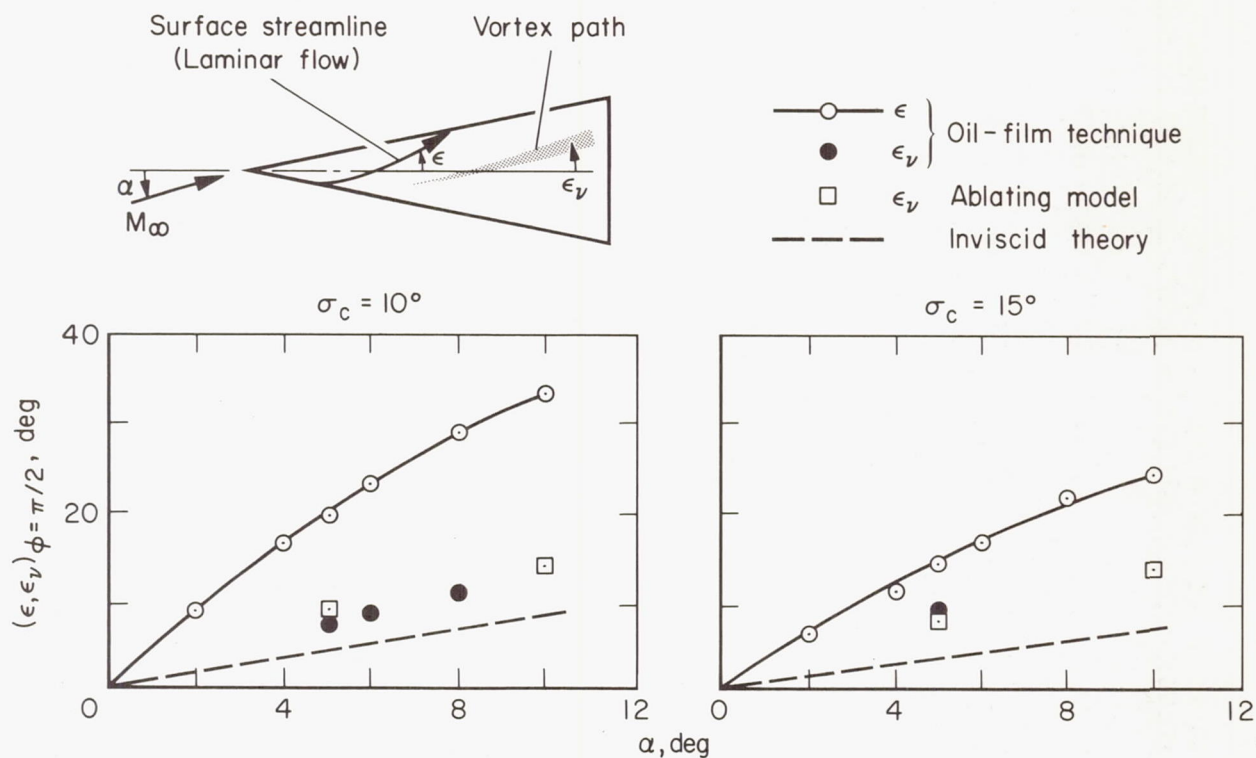 Surface streamline
(Laminar flow)
Vortex path
ϵ
α
M∞
ϵν
ϵ
ϵν
Oil-film technique
ϵν Ablating model
Inviscid theory
σc = 10°
σc = 15°
40
20
(ϵ,ϵν)ϕ=π/2, deg
0 4 8 12
0 4 8 12
α, deg